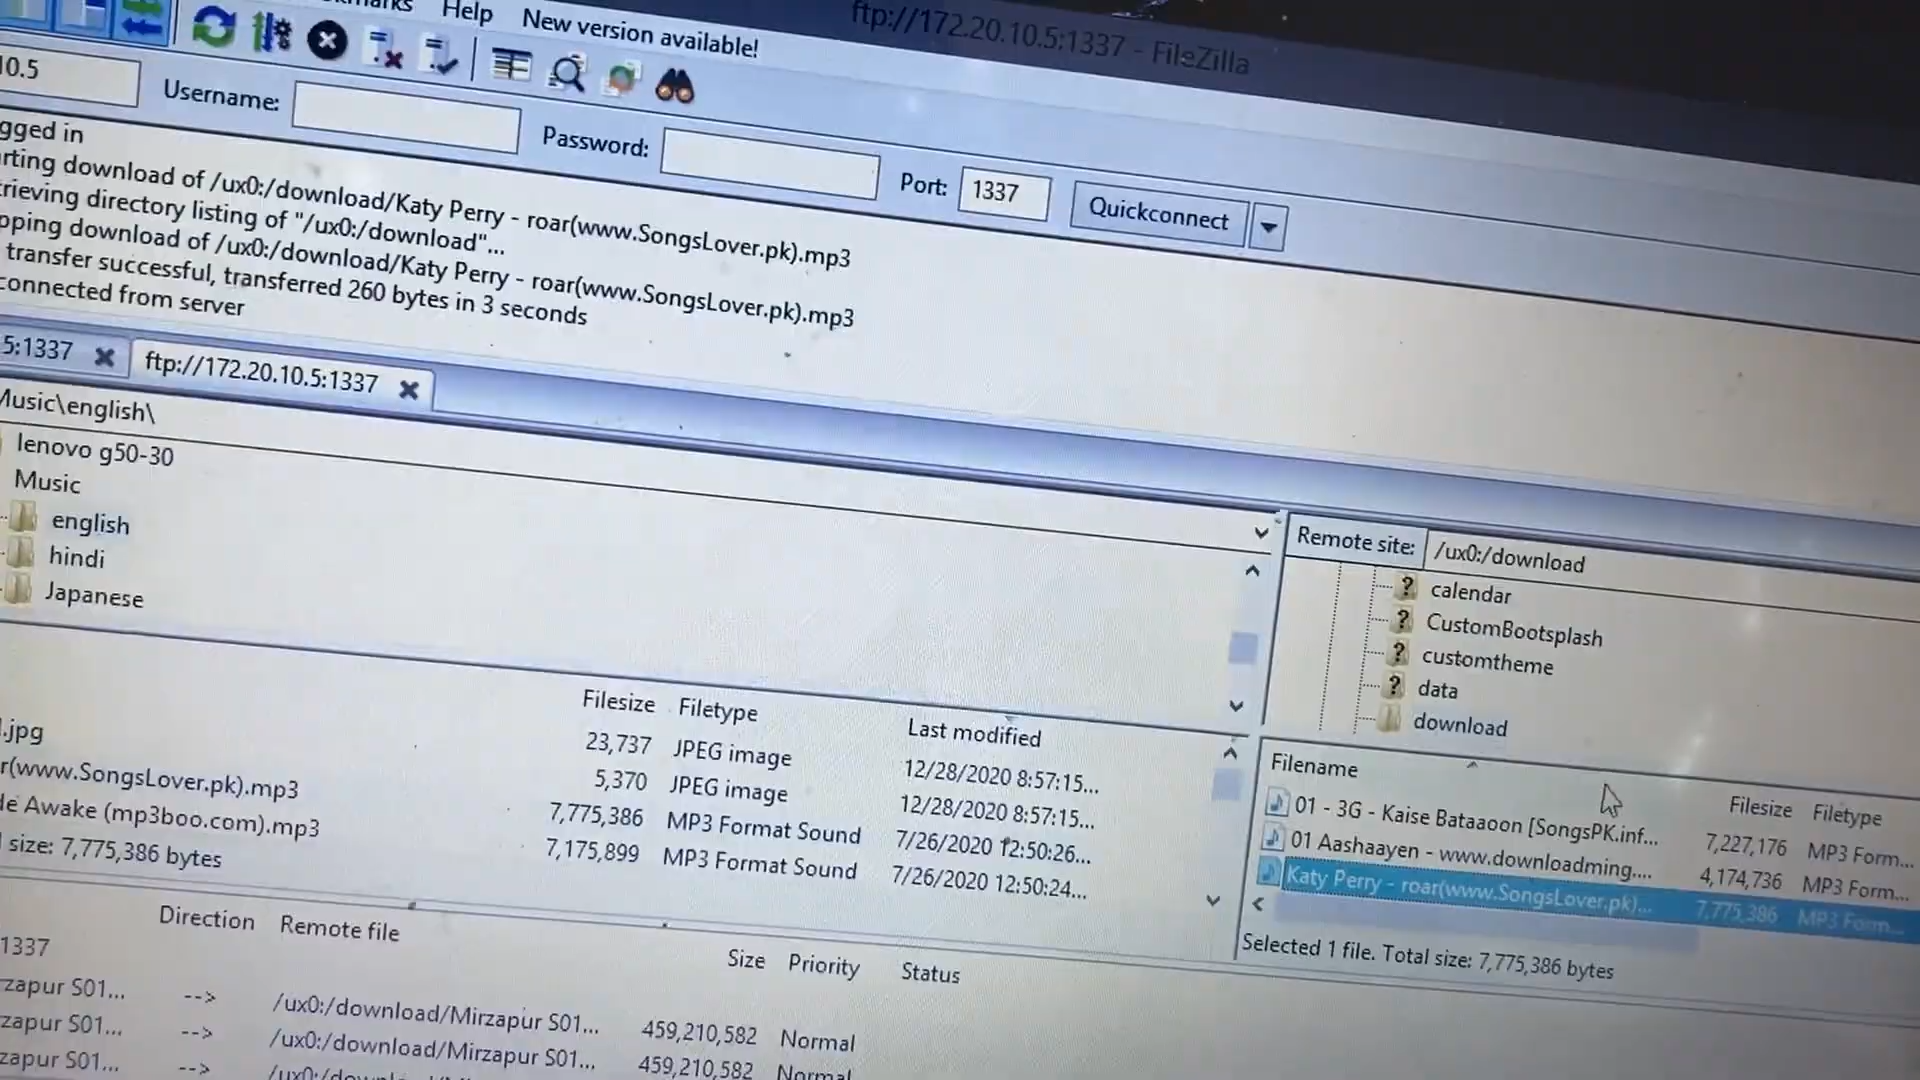 Help New version available!
ftp://172.20.10.5:1337 - FileZilla
10.5 Username: Password: Port: 1337 Quickconnect
gged in
rting download of /ux0:/download/Katy Perry - roar(www.SongsLover.pk).mp3
rieving directory listing of "/ux0:/download"...
pping download of /ux0:/download/Katy Perry - roar(www.SongsLover.pk).mp3
transfer successful, transferred 260 bytes in 3 seconds
connected from server
5:1337 ftp://172.20.10.5:1337
Music\english\
lenovo g50-30
Music
english
hindi
Japanese
Remote site: /ux0:/download
calendar
CustomBootsplash
customtheme
data
download
Filesize Filetype Last modified
.jpg 23,737 JPEG image 12/28/2020 8:57:15...
5,370 JPEG image 12/28/2020 8:57:15...
r(www.SongsLover.pk).mp3 7,775,386 MP3 Format Sound 7/26/2020 12:50:26...
de Awake (mp3boo.com).mp3 7,175,899 MP3 Format Sound 7/26/2020 12:50:24...
size: 7,775,386 bytes
Filename Filesize Filetype
01 - 3G - Kaise Bataaoon [SongsPK.inf... 7,227,176 MP3 Form...
01 Aashaayen - www.downloadming.... 4,174,736 MP3 Form...
Katy Perry - roar(www.SongsLover.pk)... 7,775,386 MP3 Form...
Selected 1 file. Total size: 7,775,386 bytes
Direction Remote file Size Priority Status
1337
rzapur S01... --> /ux0:/download/Mirzapur S01... 459,210,582 Normal
zapur S01... --> /ux0:/download/Mirzapur S01... 459,210,582 Normal
zapur S01... -->